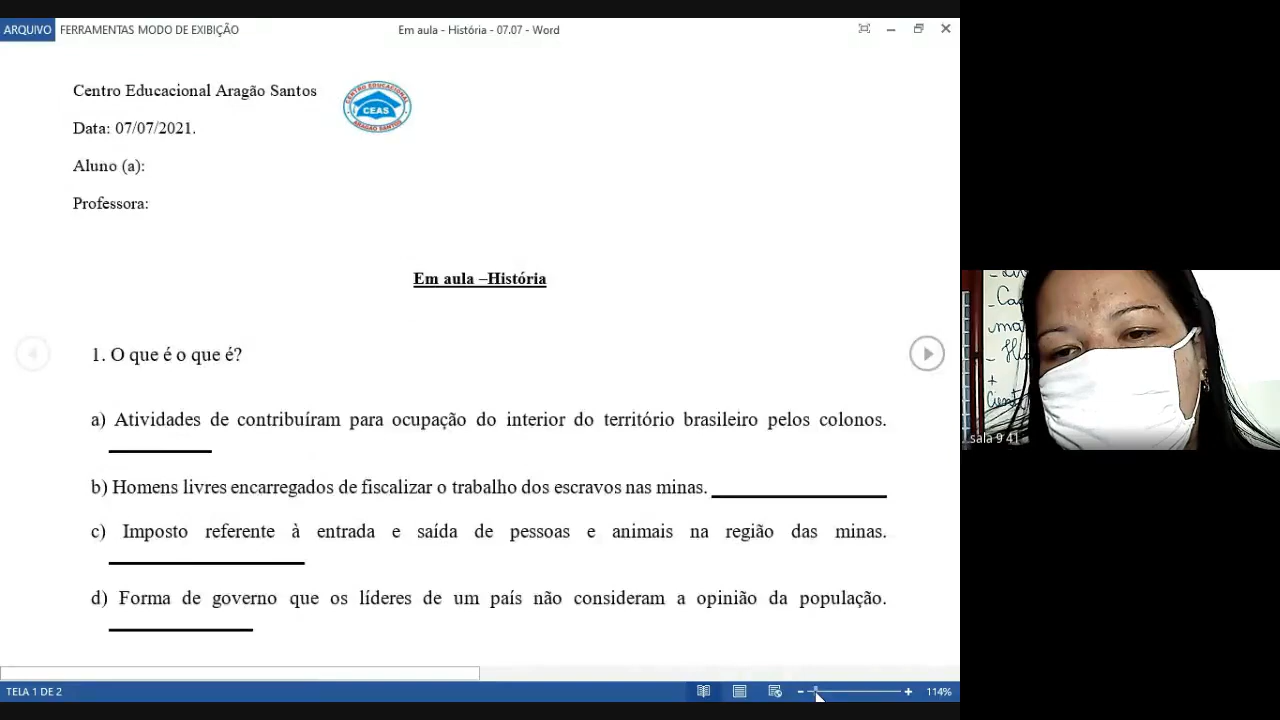 ARQUIVO FERRAMENTAS MODO DE EXIBIÇÃO
Em aula - História - 07.07 - Word
Centro Educacional Aragão Santos
CENTRO EDUCACIONAL
CEAS
ARAGÃO SANTOS
Data: 07/07/2021.
Aluno (a):
Professora:
Em aula –História
1. O que é o que é?
a) Atividades de contribuíram para ocupação do interior do território brasileiro pelos colonos.
b) Homens livres encarregados de fiscalizar o trabalho dos escravos nas minas.
c) Imposto referente à entrada e saída de pessoas e animais na região das minas.
d) Forma de governo que os líderes de um país não consideram a opinião da população.
sala 9 41
TELA 1 DE 2
114%